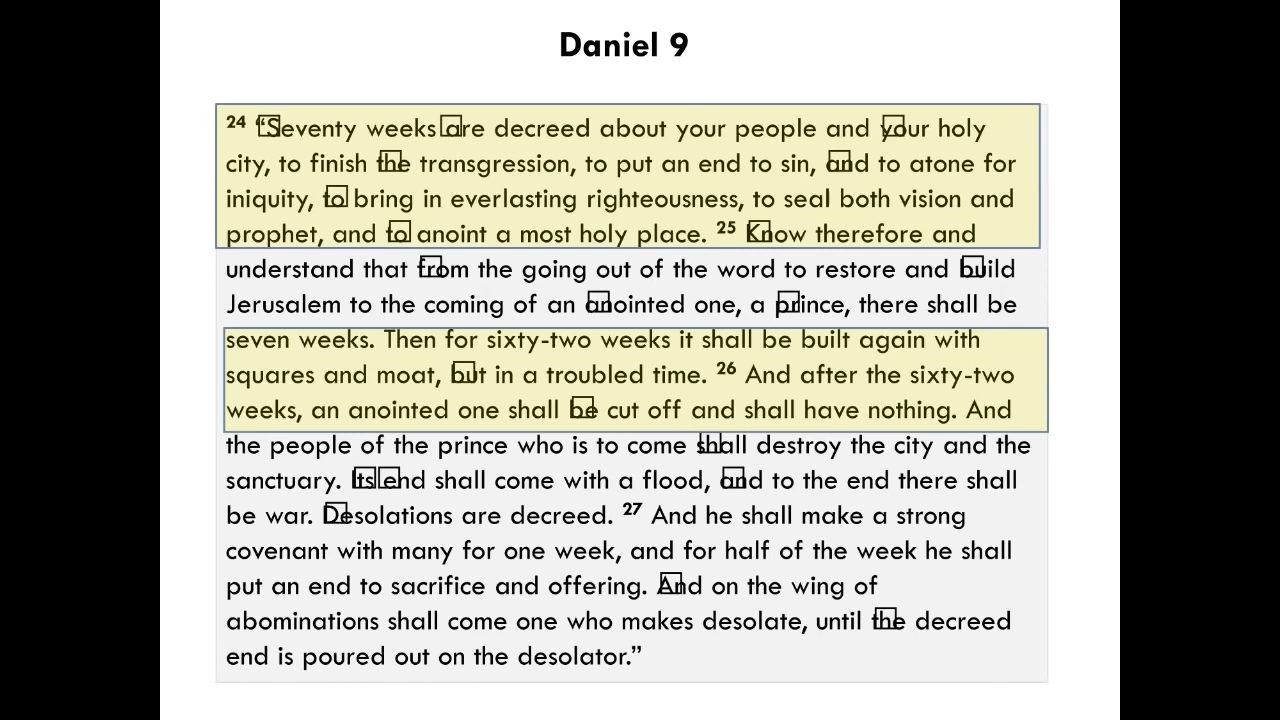 Daniel 9
24 “Seventy weeks are decreed about your people and your holy
city, to finish the transgression, to put an end to sin, and to atone for
iniquity, to bring in everlasting righteousness, to seal both vision and
prophet, and to anoint a most holy place. 25 Know therefore and
understand that from the going out of the word to restore and build
Jerusalem to the coming of an anointed one, a prince, there shall be
seven weeks. Then for sixty-two weeks it shall be built again with
squares and moat, but in a troubled time. 26 And after the sixty-two
weeks, an anointed one shall be cut off and shall have nothing. And
the people of the prince who is to come shall destroy the city and the
sanctuary. Its end shall come with a flood, and to the end there shall
be war. Desolations are decreed. 27 And he shall make a strong
covenant with many for one week, and for half of the week he shall
put an end to sacrifice and offering. And on the wing of
abominations shall come one who makes desolate, until the decreed
end is poured out on the desolator.”